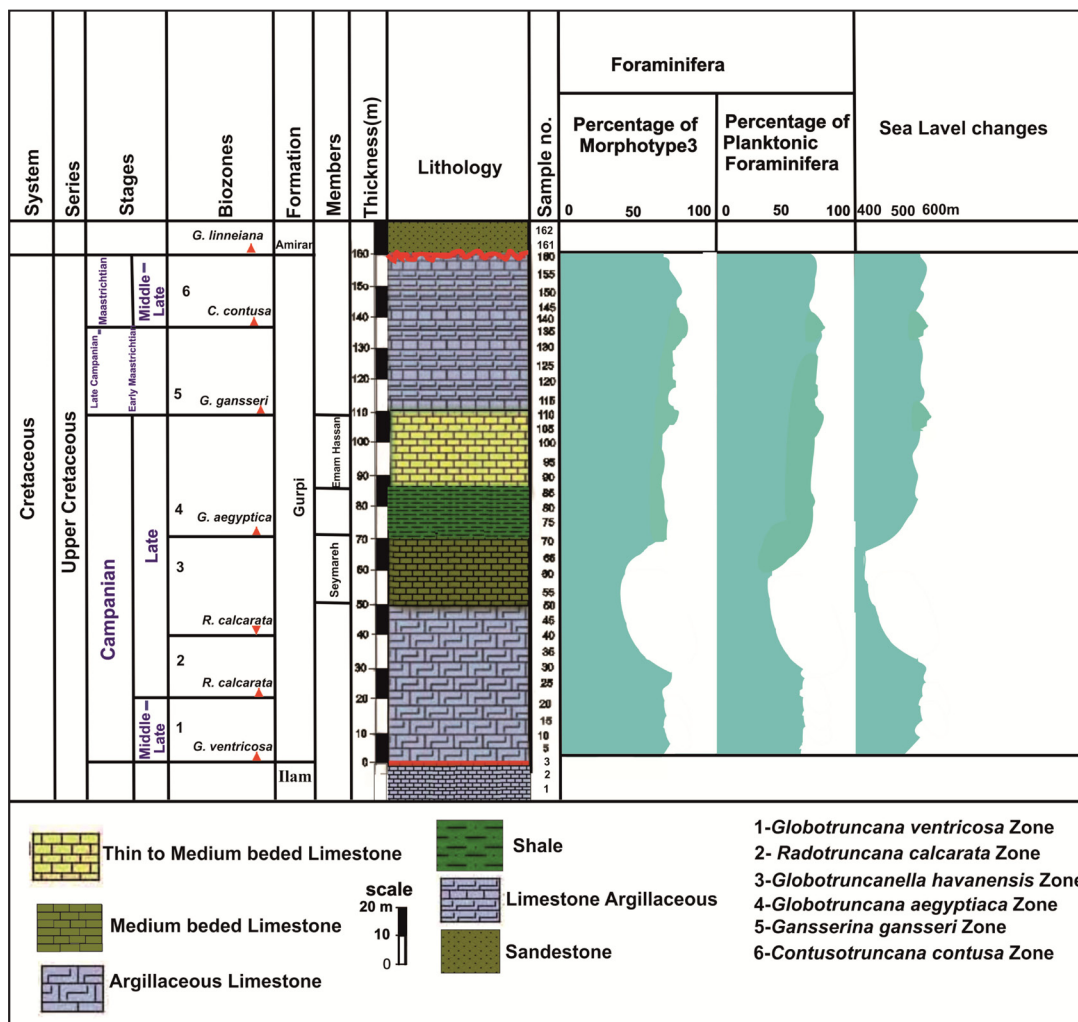 System
Series
Stages
Biozones
Formation
Members
Thickness(m)
Lithology
Sample no.
Foraminifera
Percentage of
Morphotype3
Percentage of
Planktonic
Foraminifera
Sea Lavel changes
0 50 100
0 50 100
400 500 600m
Cretaceous
Upper Cretaceous
Maastrichtian
Middle–
Late
Late Campanian–
Early Maastrichtian
Campanian
Late
Middle–
Late
G. linneiana
6
C. contusa
5
G. gansseri
4
G. aegyptica
3
R. calcarata
2
R. calcarata
1
G. ventricosa
Amiran
Gurpi
Ilam
Emam Hassan
Seymareh
160
150
140
130
120
110
100
90
80
70
60
50
40
30
20
10
0
162
161
160
155
150
145
140
135
130
125
120
115
110
105
100
95
90
85
80
75
70
65
60
55
50
45
40
35
30
25
20
15
10
5
3
2
1
Thin to Medium beded Limestone
Medium beded Limestone
Argillaceous Limestone
scale
20 m
10
0
Shale
Limestone Argillaceous
Sandestone
1-Globotruncana ventricosa Zone
2- Radotruncana calcarata Zone
3-Globotruncanella havanensis Zone
4-Globotruncana aegyptiaca Zone
5-Gansserina gansseri Zone
6-Contusotruncana contusa Zone